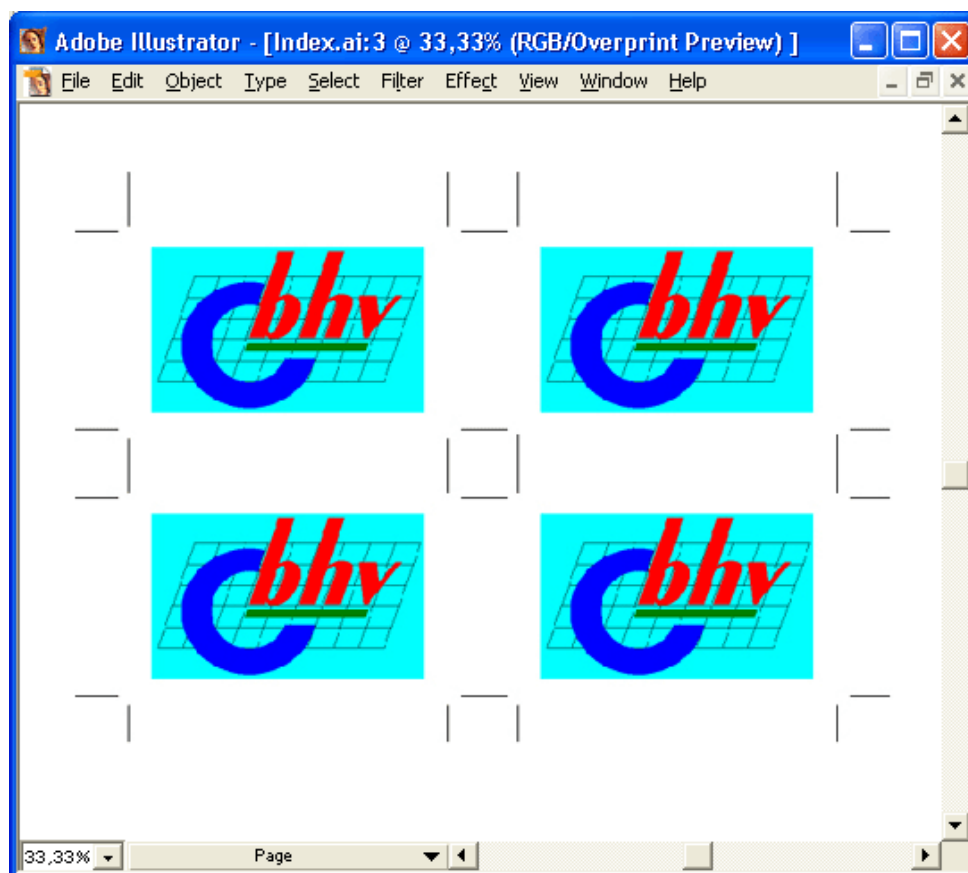 Adobe Illustrator - [Index.ai:3 @ 33,33% (RGB/Overprint Preview) ]
File Edit Object Type Select Filter Effect View Window Help
bhv bhv
bhv bhv
33,33% Page